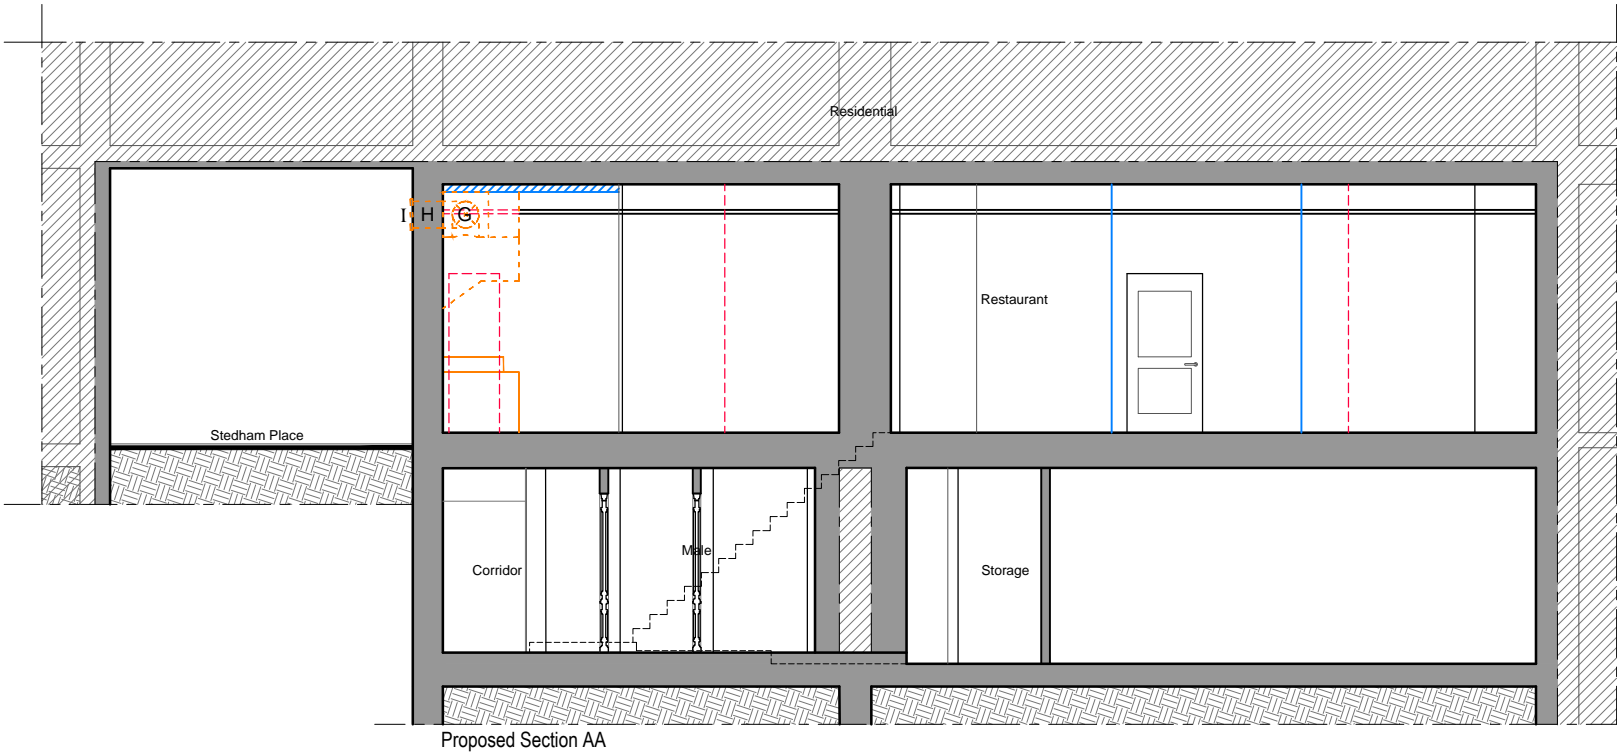 Residential
I H G
Restaurant
Stedham Place
Male
Corridor
Storage
Proposed Section AA